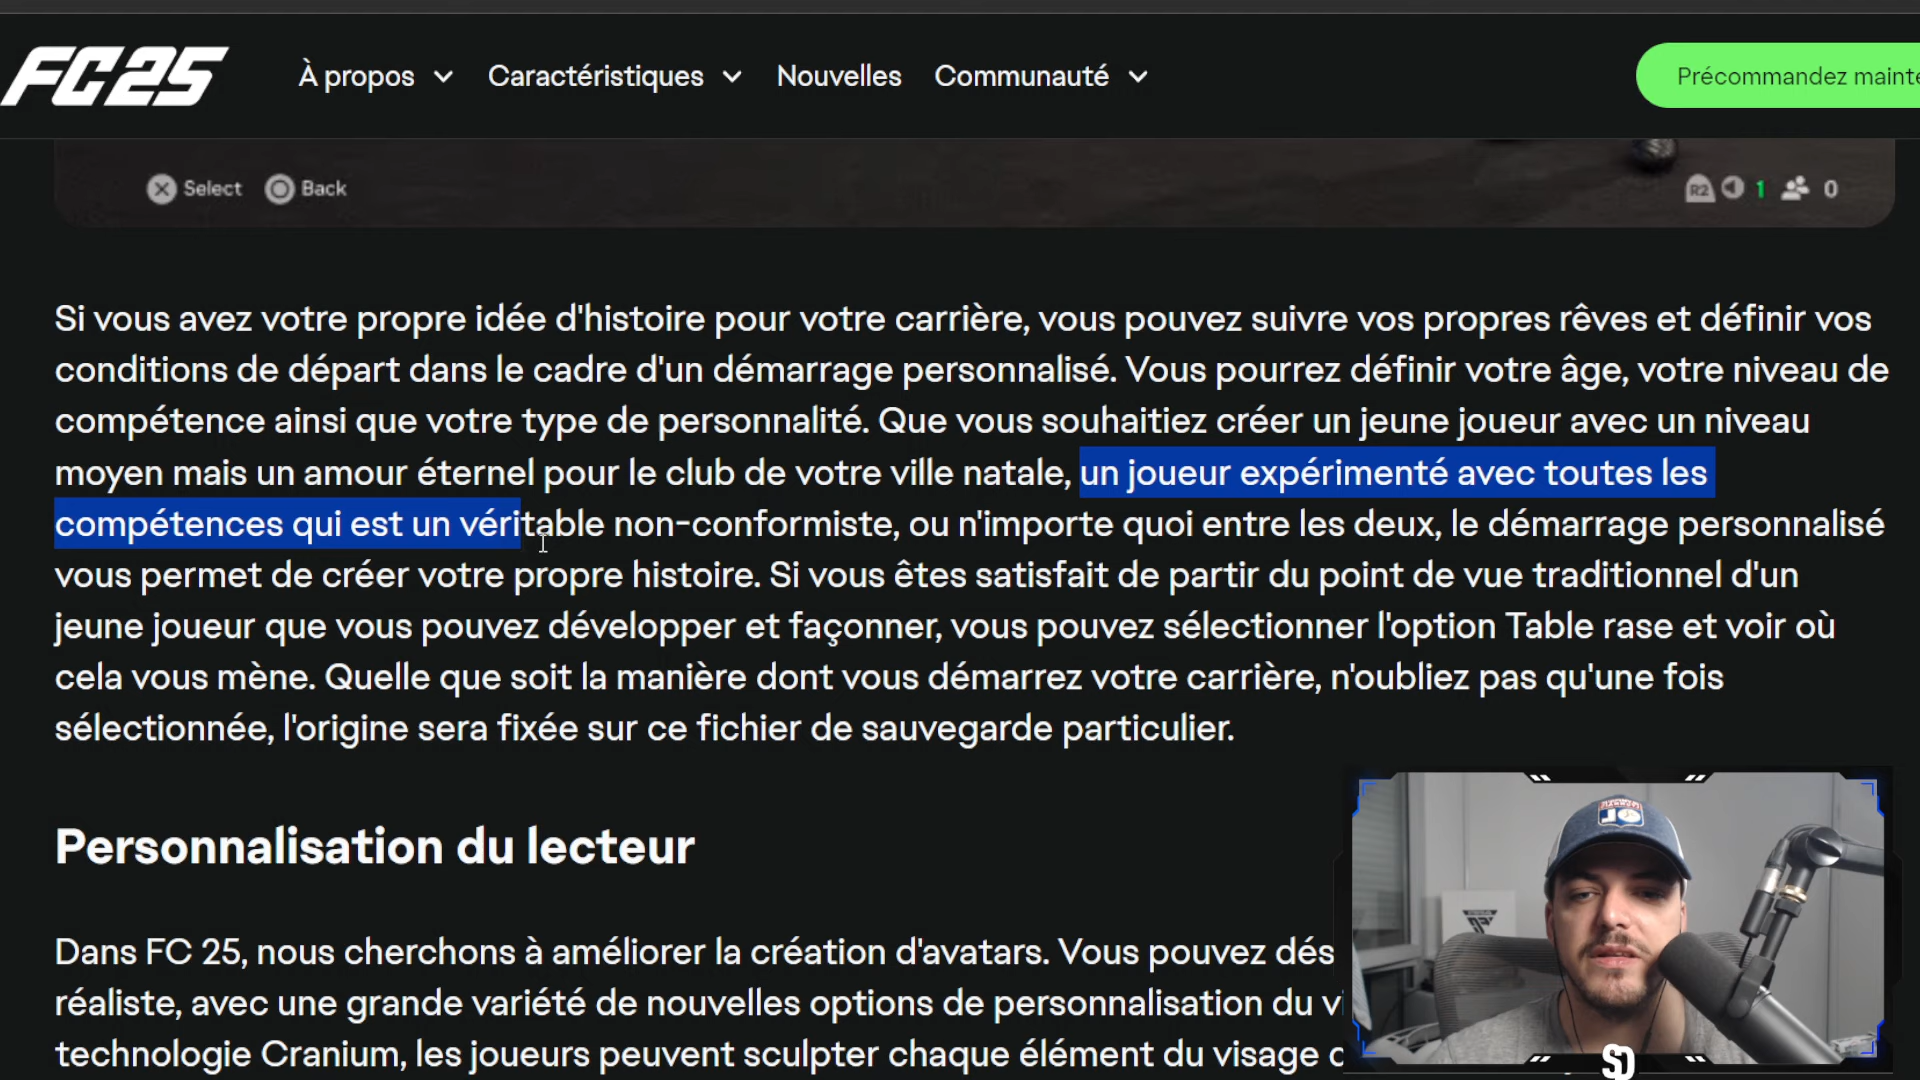 FC25 À propos Caractéristiques Nouvelles Communauté Précommandez mainte
Select Back R2 1 0
Si vous avez votre propre idée d'histoire pour votre carrière, vous pouvez suivre vos propres rêves et définir vos
conditions de départ dans le cadre d'un démarrage personnalisé. Vous pourrez définir votre âge, votre niveau de
compétence ainsi que votre type de personnalité. Que vous souhaitiez créer un jeune joueur avec un niveau
moyen mais un amour éternel pour le club de votre ville natale, un joueur expérimenté avec toutes les
compétences qui est un véritable non-conformiste, ou n'importe quoi entre les deux, le démarrage personnalisé
vous permet de créer votre propre histoire. Si vous êtes satisfait de partir du point de vue traditionnel d'un
jeune joueur que vous pouvez développer et façonner, vous pouvez sélectionner l'option Table rase et voir où
cela vous mène. Quelle que soit la manière dont vous démarrez votre carrière, n'oubliez pas qu'une fois
sélectionnée, l'origine sera fixée sur ce fichier de sauvegarde particulier.
Personnalisation du lecteur
Dans FC 25, nous cherchons à améliorer la création d'avatars. Vous pouvez dés
réaliste, avec une grande variété de nouvelles options de personnalisation du vi
technologie Cranium, les joueurs peuvent sculpter chaque élément du visage